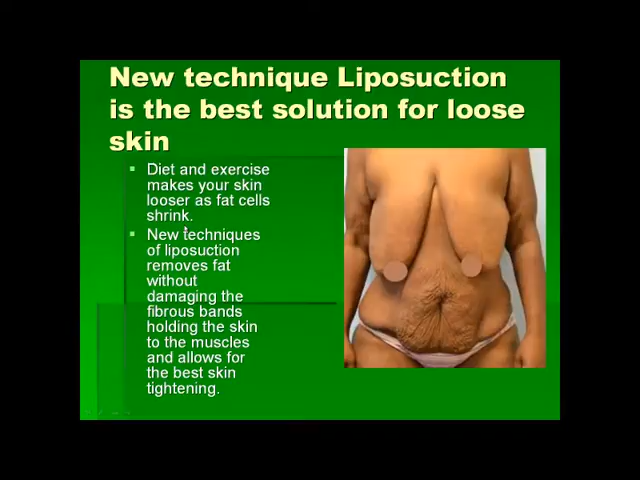 New technique Liposuction
is the best solution for loose
skin
Diet and exercise
makes your skin
looser as fat cells
shrink.
New techniques
of liposuction
removes fat
without
damaging the
fibrous bands
holding the skin
to the muscles
and allows for
the best skin
tightening.